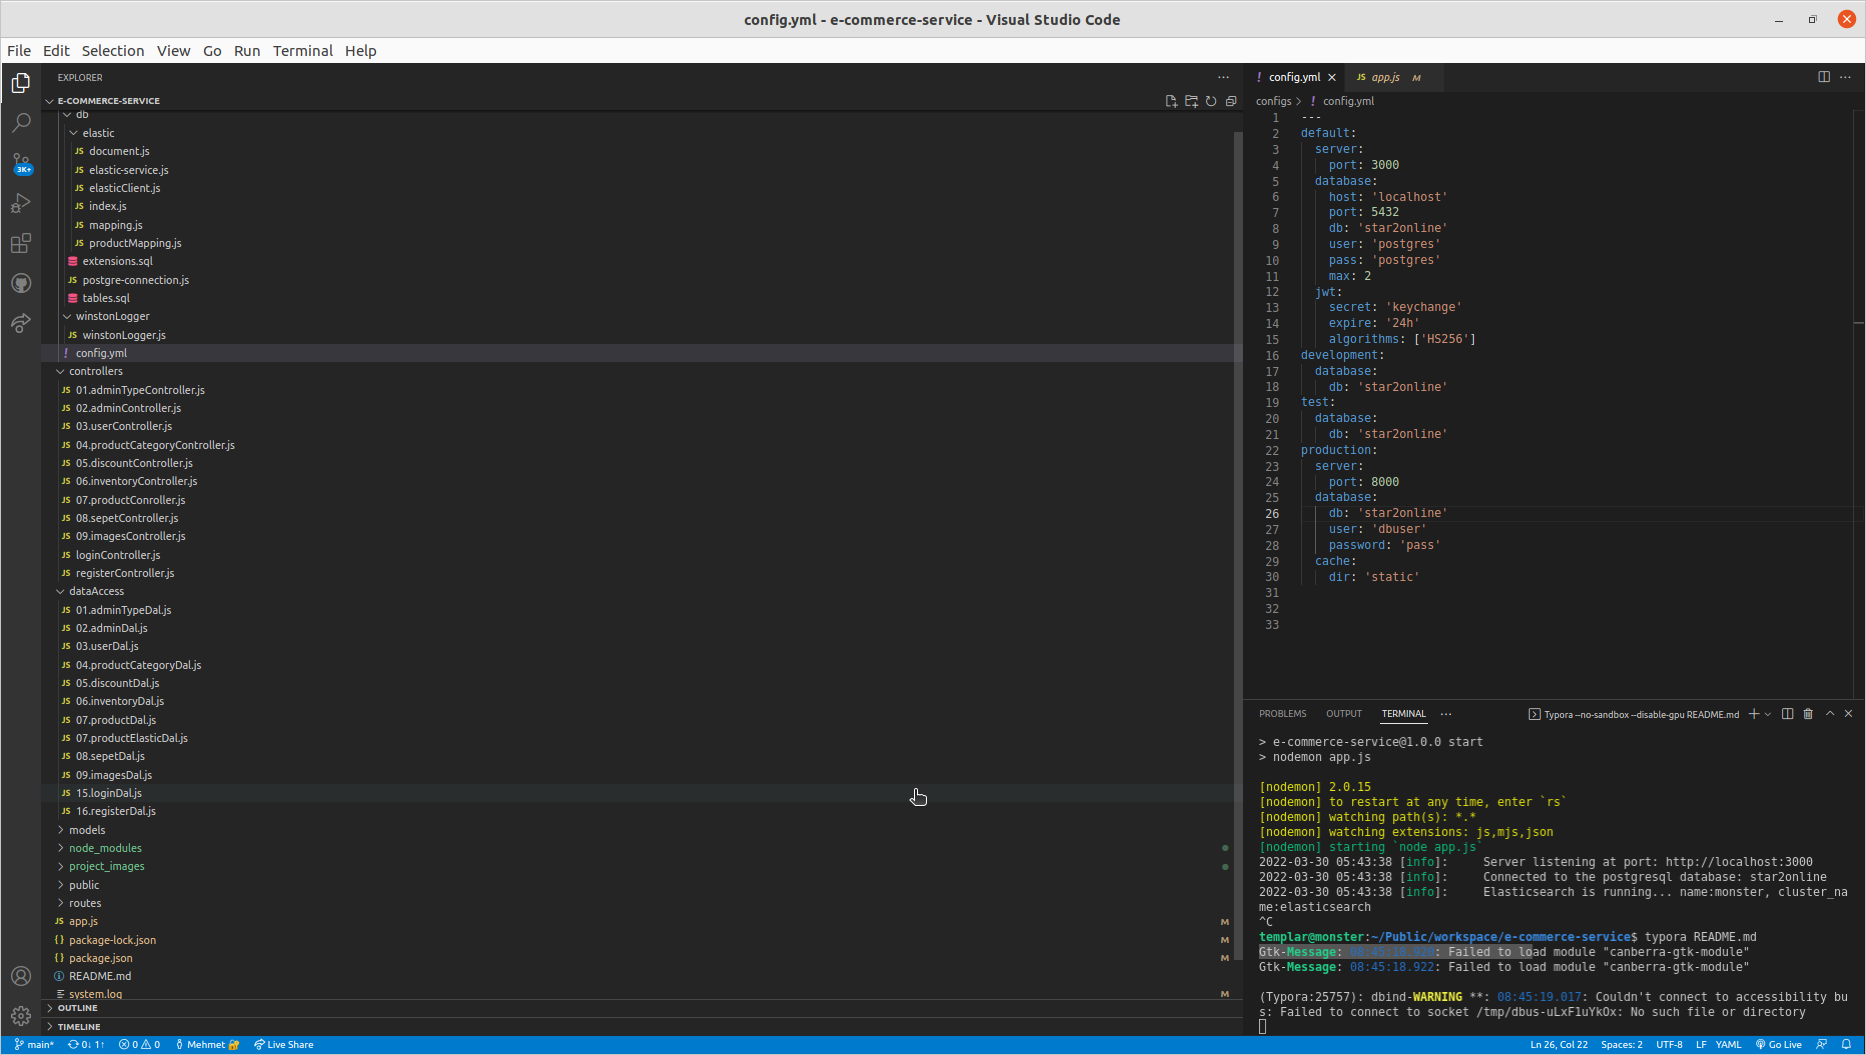 config.yml - e-commerce-service - Visual Studio Code
File Edit Selection View Go Run Terminal Help
EXPLORER
E-COMMERCE-SERVICE
db
elastic
JS document.js
JS elastic-service.js
JS elasticClient.js
JS index.js
JS mapping.js
JS productMapping.js
extensions.sql
JS postgre-connection.js
tables.sql
winstonLogger
JS winstonLogger.js
! config.yml
controllers
JS 01.adminTypeController.js
JS 02.adminController.js
JS 03.userController.js
JS 04.productCategoryController.js
JS 05.discountController.js
JS 06.inventoryController.js
JS 07.productConroller.js
JS 08.sepetController.js
JS 09.imagesController.js
JS loginController.js
JS registerController.js
dataAccess
JS 01.adminTypeDal.js
JS 02.adminDal.js
JS 03.userDal.js
JS 04.productCategoryDal.js
JS 05.discountDal.js
JS 06.inventoryDal.js
JS 07.productDal.js
JS 07.productElasticDal.js
JS 08.sepetDal.js
JS 09.imagesDal.js
JS 15.loginDal.js
JS 16.registerDal.js
models
node_modules
project_images
public
routes
JS app.js M
{} package-lock.json M
{} package.json M
README.md
system.log M
OUTLINE
TIMELINE
3K+
! config.yml × JS app.js M
configs > ! config.yml
1 ---
2 default:
3 server:
4 port: 3000
5 database:
6 host: 'localhost'
7 port: 5432
8 db: 'star2online'
9 user: 'postgres'
10 pass: 'postgres'
11 max: 2
12 jwt:
13 secret: 'keychange'
14 expire: '24h'
15 algorithms: ['HS256']
16 development:
17 database:
18 db: 'star2online'
19 test:
20 database:
21 db: 'star2online'
22 production:
23 server:
24 port: 8000
25 database:
26 db: 'star2online'
27 user: 'dbuser'
28 password: 'pass'
29 cache:
30 dir: 'static'
31
32
33
PROBLEMS OUTPUT TERMINAL ··· Typora --no-sandbox --disable-gpu README.md
> e-commerce-service@1.0.0 start
> nodemon app.js
[nodemon] 2.0.15
[nodemon] to restart at any time, enter `rs`
[nodemon] watching path(s): *.*
[nodemon] watching extensions: js,mjs,json
[nodemon] starting `node app.js`
2022-03-30 05:43:38 [info]: Server listening at port: http://localhost:3000
2022-03-30 05:43:38 [info]: Connected to the postgresql database: star2online
2022-03-30 05:43:38 [info]: Elasticsearch is running... name:monster, cluster_na
me:elasticsearch
^C
templar@monster:~/Public/workspace/e-commerce-service$ typora README.md
Gtk-Message: : Failed to load module "canberra-gtk-module"
Gtk-Message: 08:45:18.922: Failed to load module "canberra-gtk-module"
(Typora:25757): dbind-WARNING **: 08:45:19.017: Couldn't connect to accessibility bu
s: Failed to connect to socket /tmp/dbus-uLxF1uYkOx: No such file or directory
main* 0↓ 1↑ 0 0 Mehmet Live Share Ln 26, Col 22 Spaces: 2 UTF-8 LF YAML Go Live